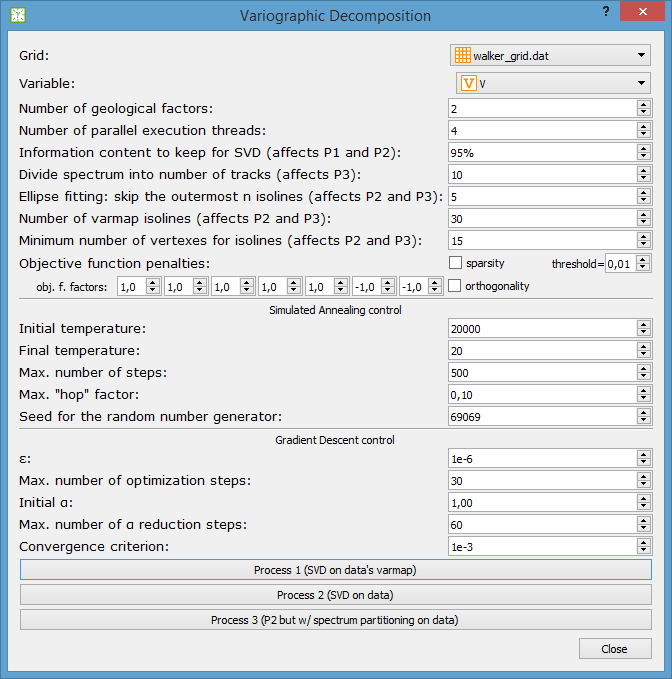 Variographic Decomposition ?
Grid: walker_grid.dat
Variable: V V
Number of geological factors: 2
Number of parallel execution threads: 4
Information content to keep for SVD (affects P1 and P2): 95%
Divide spectrum into number of tracks (affects P3): 10
Ellipse fitting: skip the outermost n isolines (affects P2 and P3): 5
Number of varmap isolines (affects P2 and P3): 30
Minimum number of vertexes for isolines (affects P2 and P3): 15
Objective function penalties: sparsity threshold= 0,01
obj. f. factors: 1,0 1,0 1,0 1,0 1,0 -1,0 -1,0 orthogonality
Simulated Annealing control
Initial temperature: 20000
Final temperature: 20
Max. number of steps: 500
Max. "hop" factor: 0,10
Seed for the random number generator: 69069
Gradient Descent control
ε: 1e-6
Max. number of optimization steps: 30
Initial α: 1,00
Max. number of α reduction steps: 60
Convergence criterion: 1e-3
Process 1 (SVD on data's varmap)
Process 2 (SVD on data)
Process 3 (P2 but w/ spectrum partitioning on data)
Close